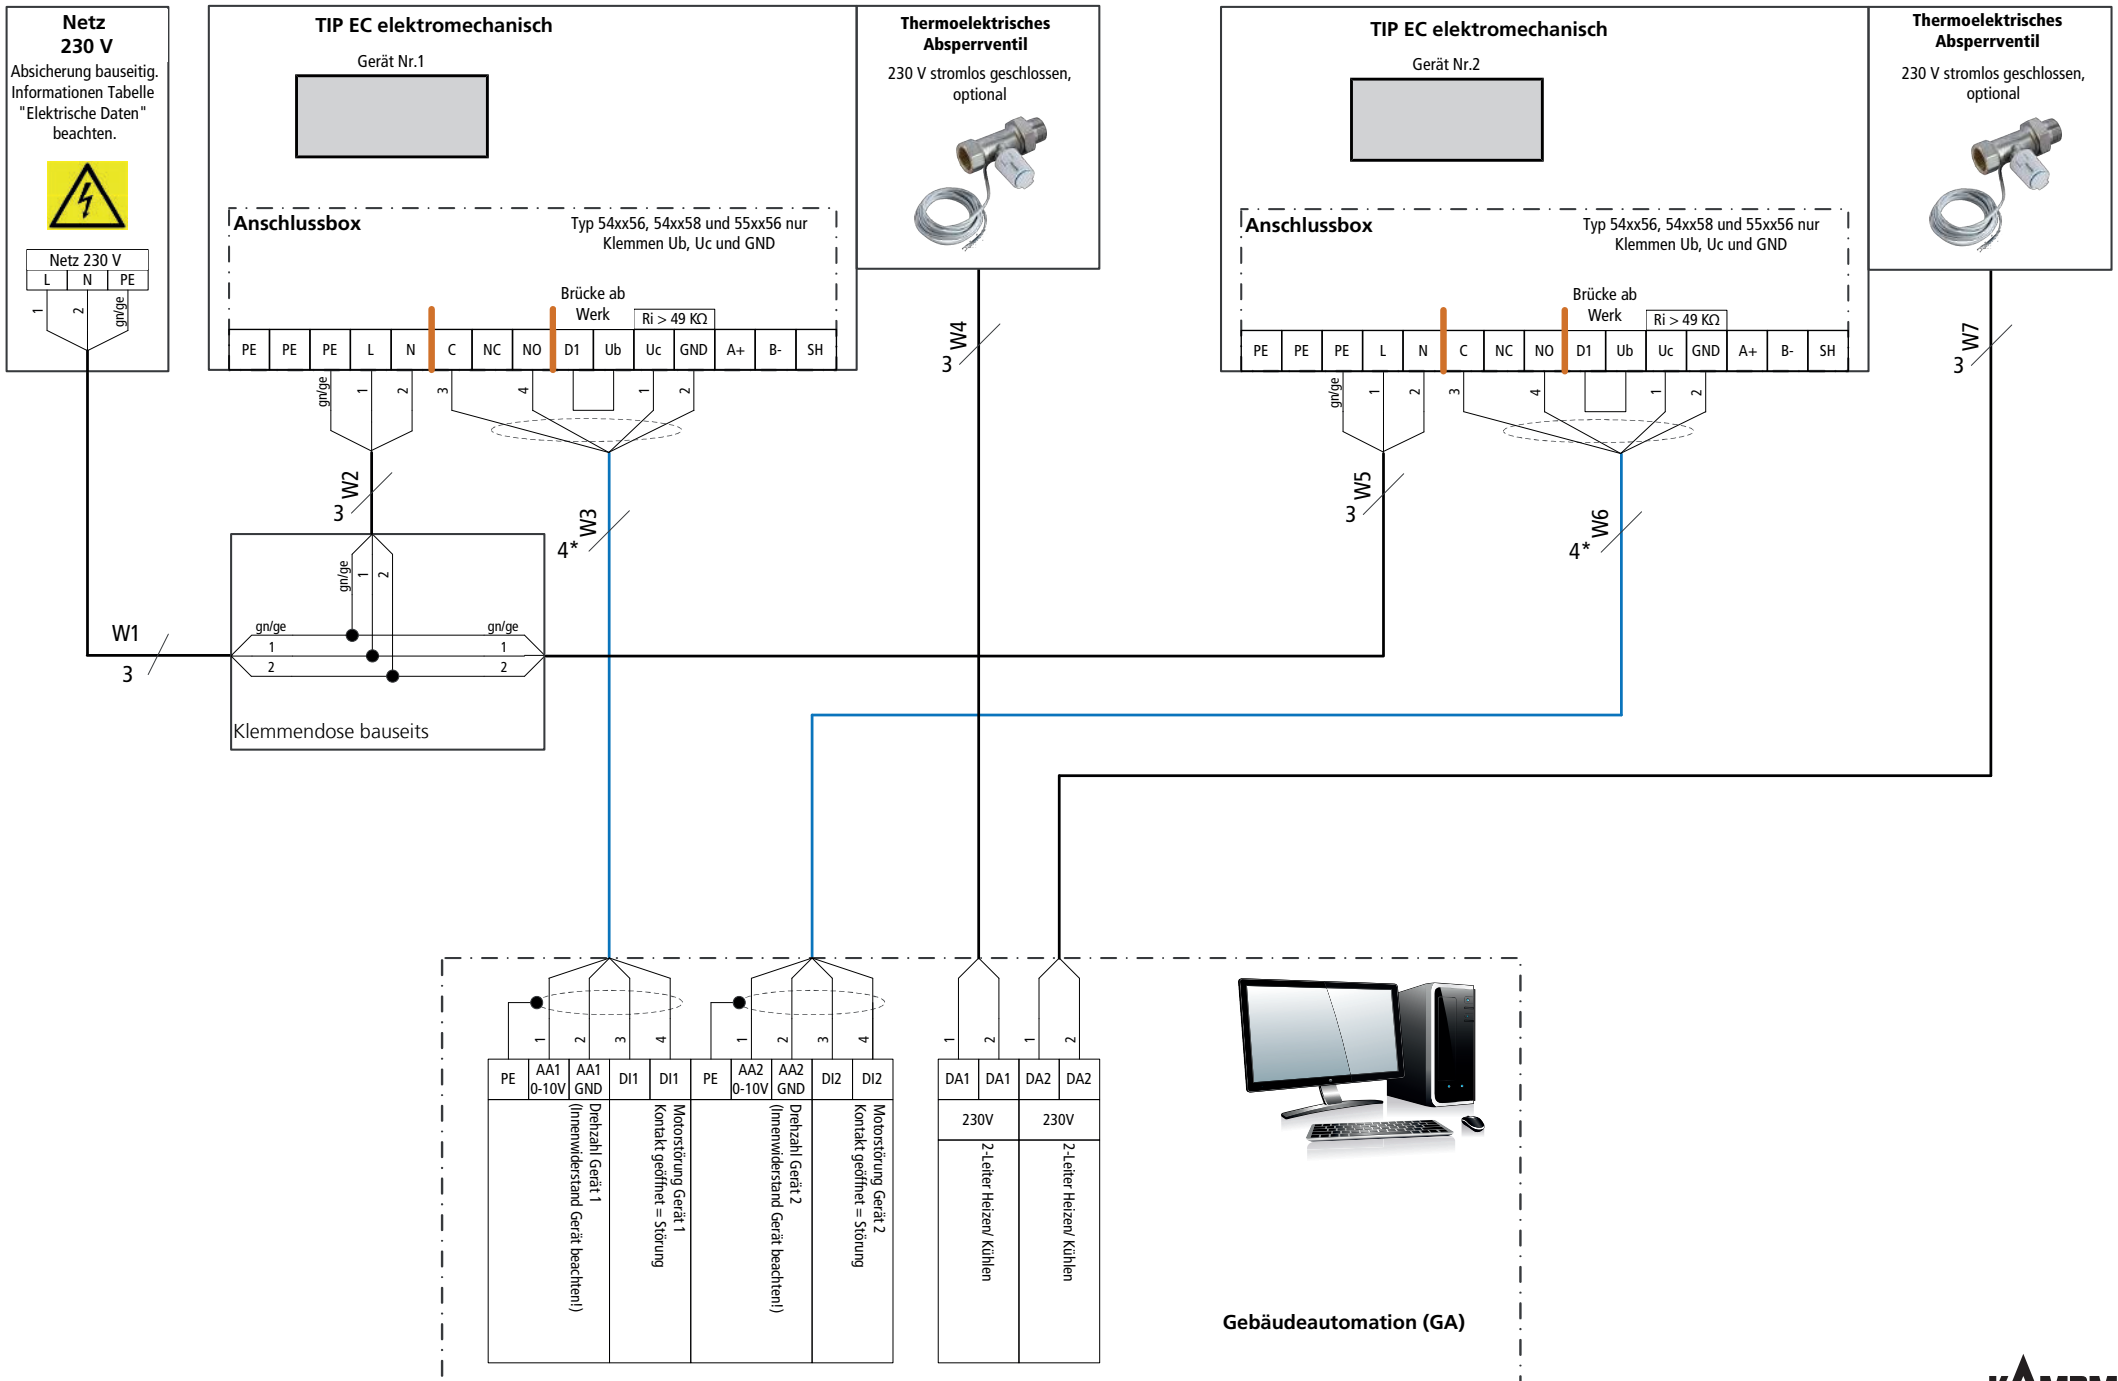 Netz
230 V
Absicherung bauseitig.
Informationen Tabelle
"Elektrische Daten"
beachten.
Netz 230 V
L N PE
1 2 gn/ge
TIP EC elektromechanisch
Gerät Nr.1
Anschlussbox
Typ 54xx56, 54xx58 und 55xx56 nur
Klemmen Ub, Uc und GND
Brücke ab
Werk
Ri > 49 KΩ
PE PE PE L N C NC NO D1 Ub Uc GND A+ B- SH
gn/ge 1 2 3 4 1 2
Thermoelektrisches
Absperrventil
230 V stromlos geschlossen,
optional
TIP EC elektromechanisch
Gerät Nr.2
Anschlussbox
Typ 54xx56, 54xx58 und 55xx56 nur
Klemmen Ub, Uc und GND
Brücke ab
Werk
Ri > 49 KΩ
PE PE PE L N C NC NO D1 Ub Uc GND A+ B- SH
gn/ge 1 2 3 4 1 2
Thermoelektrisches
Absperrventil
230 V stromlos geschlossen,
optional
W4
3
W7
3
W2
3
W3
4*
W5
3
W6
4*
W1
3
gn/ge 1 2
gn/ge gn/ge
1 1
2 2
Klemmendose bauseits
1 2 3 4 1 2 3 4 1 2 1 2
PE AA1 0-10V AA1 GND DI1 DI1 PE AA2 0-10V AA2 GND DI2 DI2
DA1 DA1 DA2 DA2
230V 230V
Drehzahl Gerät 1
(Innenwiderstand Gerät beachten!)
Motorstörung Gerät 1
Kontakt geöffnet = Störung
Drehzahl Gerät 2
(Innenwiderstand Gerät beachten!)
Motorstörung Gerät 2
Kontakt geöffnet = Störung
2-Leiter Heizen/ Kühlen
2-Leiter Heizen/ Kühlen
Gebäudeautomation (GA)